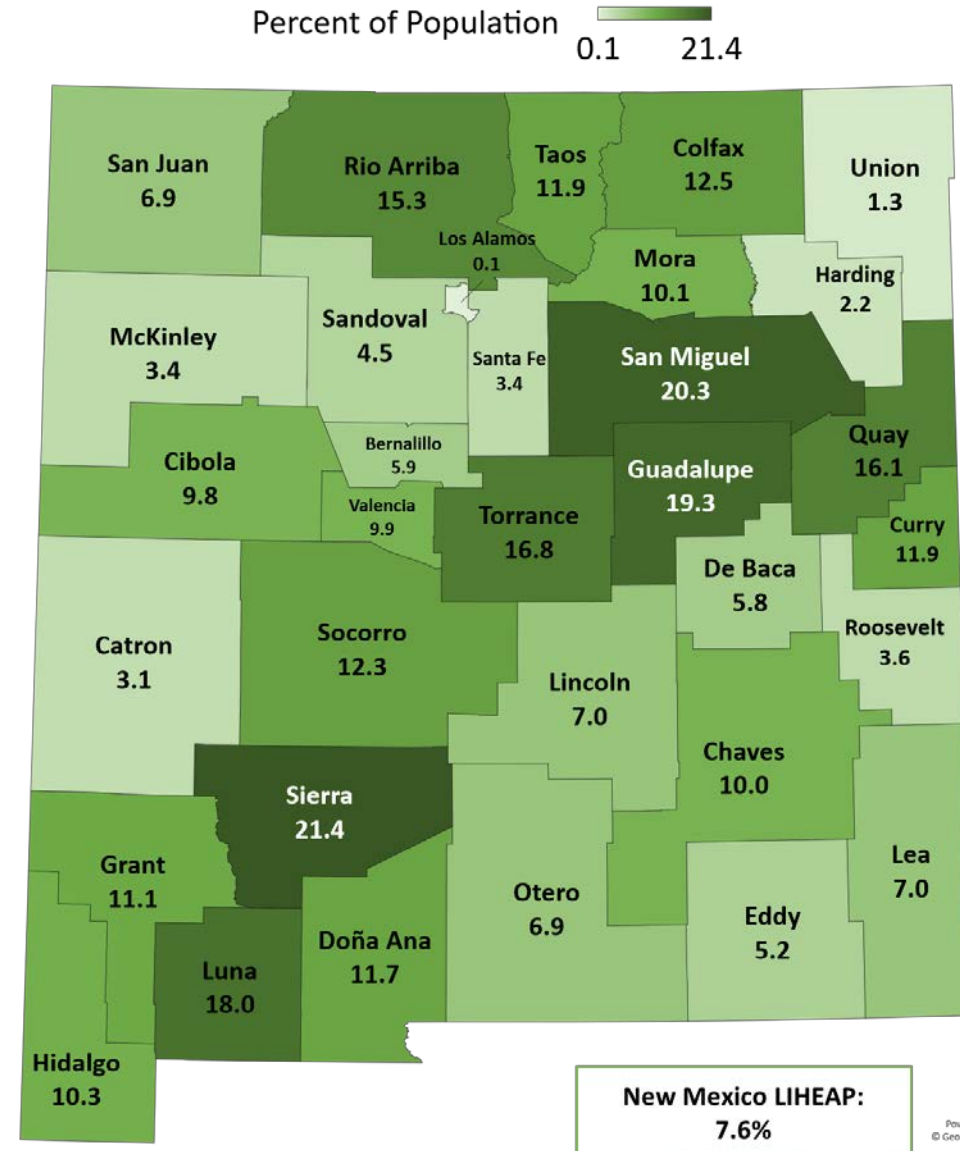 Percent of Population
0.1 21.4
San Juan
6.9
Rio Arriba
15.3
Taos
11.9
Colfax
12.5
Union
1.3
Los Alamos
0.1
Mora
10.1
Harding
2.2
McKinley
3.4
Sandoval
4.5
Santa Fe
3.4
San Miguel
20.3
Quay
16.1
Cibola
9.8
Bernalillo
5.9
Valencia
9.9
Torrance
16.8
Guadalupe
19.3
Curry
11.9
De Baca
5.8
Roosevelt
3.6
Catron
3.1
Socorro
12.3
Lincoln
7.0
Chaves
10.0
Sierra
21.4
Grant
11.1
Otero
6.9
Lea
7.0
Eddy
5.2
Doña Ana
11.7
Luna
18.0
Hidalgo
10.3
New Mexico LIHEAP:
7.6%
Pow
© Geo